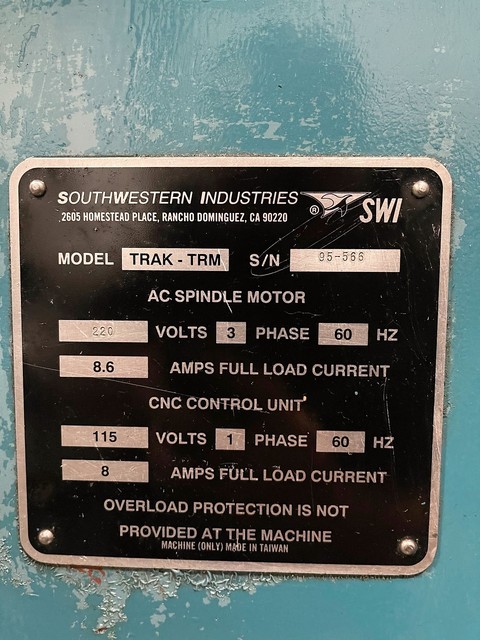 SOUTHWESTERN INDUSTRIES ® SWI
2605 HOMESTEAD PLACE, RANCHO DOMINGUEZ, CA 90220
MODEL TRAK - TRM S/N 95-566
AC SPINDLE MOTOR
220 VOLTS 3 PHASE 60 HZ
8.6 AMPS FULL LOAD CURRENT
CNC CONTROL UNIT
115 VOLTS 1 PHASE 60 HZ
8 AMPS FULL LOAD CURRENT
OVERLOAD PROTECTION IS NOT
PROVIDED AT THE MACHINE
MACHINE (ONLY) MADE IN TAIWAN